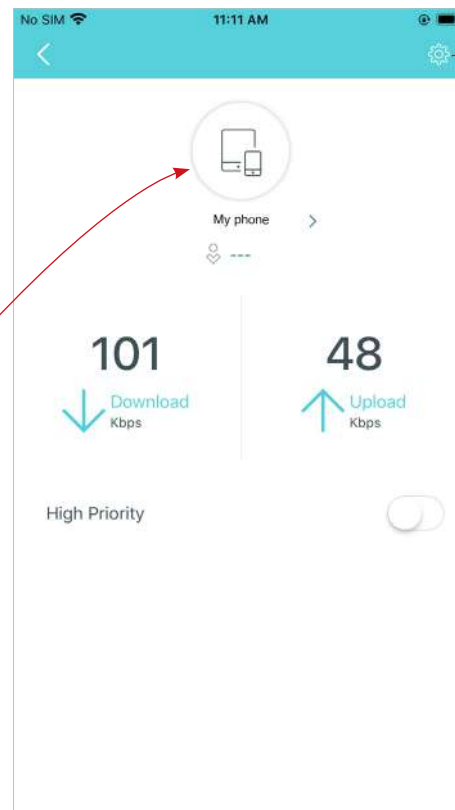 No SIM 11:11 AM
My phone
---
101 48
Download Upload
Kbps Kbps
High Priority